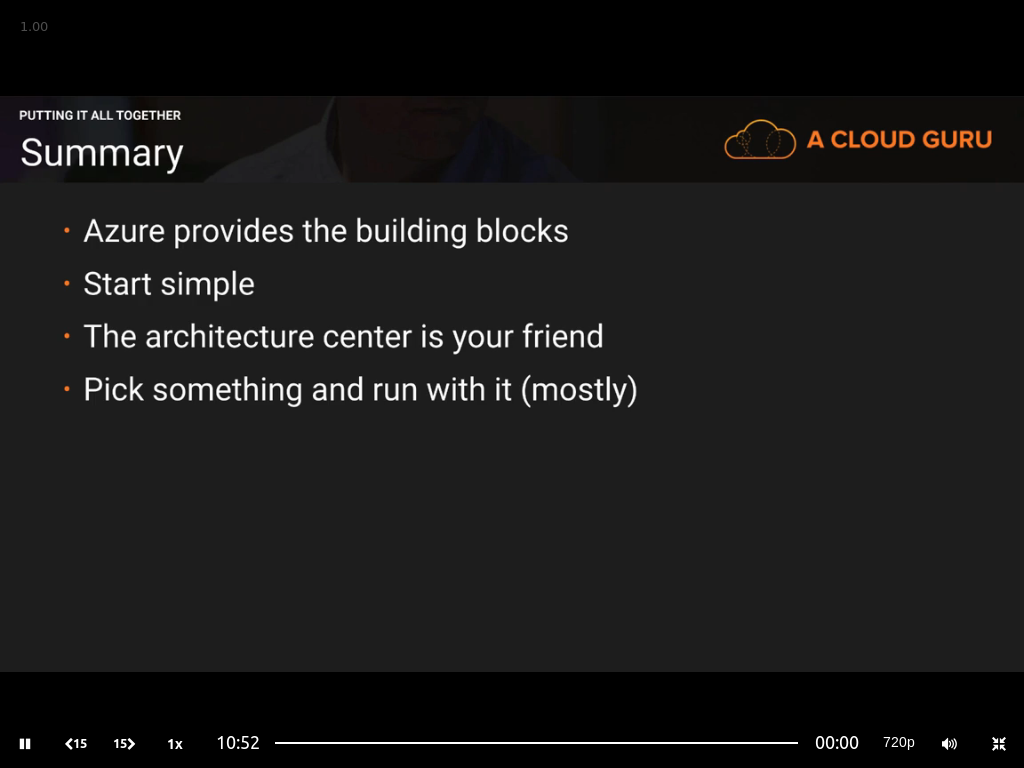 1.00
PUTTING IT ALL TOGETHER
Summary
A CLOUD GURU
• Azure provides the building blocks
• Start simple
• The architecture center is your friend
• Pick something and run with it (mostly)
15 15 1x 10:52 00:00 720p